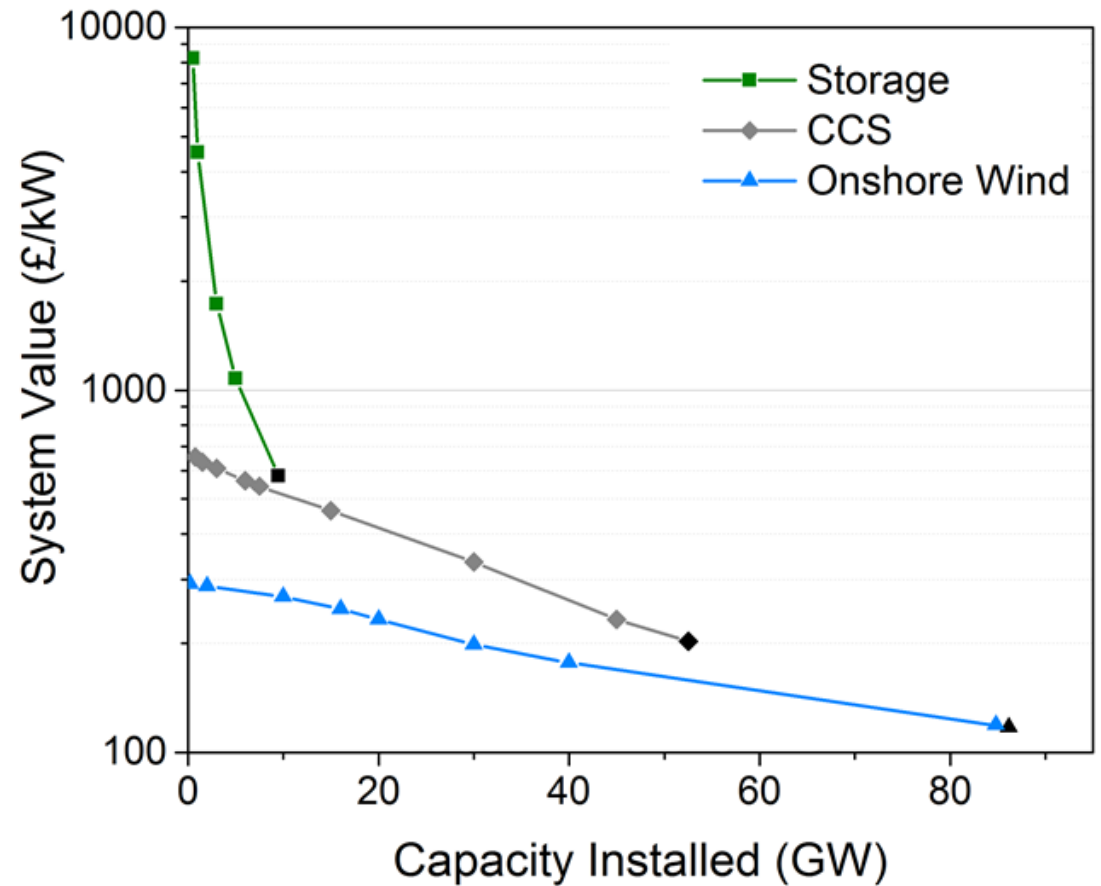 10000
1000
100
System Value (£/kW)
Storage
CCS
Onshore Wind
0 20 40 60 80
Capacity Installed (GW)